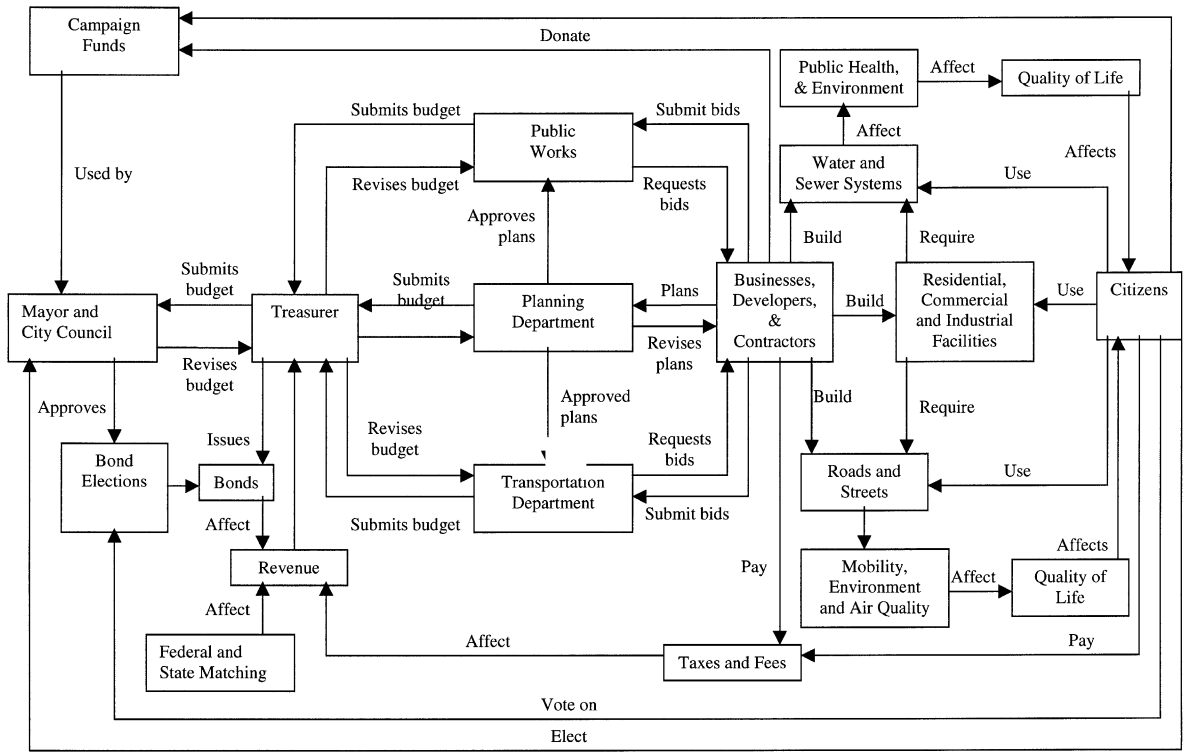 Campaign
Funds
Donate
Public Health,
& Environment
Affect
Quality of Life
Submits budget
Submit bids
Public
Works
Affect
Used by
Affects
Water and
Sewer Systems
Revises budget
Requests
bids
Use
Approves
plans
Build
Require
Submits
budget
Submits
budget
Plans
Businesses,
Developers,
&
Contractors
Residential,
Commercial
and Industrial
Facilities
Citizens
Mayor and
City Council
Treasurer
Planning
Department
Build
Use
Revises
budget
Revises
plans
Approves
Approved
plans
Build
Require
Issues
Revises
budget
Requests
bids
Bond
Elections
Bonds
Transportation
Department
Roads and
Streets
Use
Affect
Submits budget
Submit bids
Affects
Revenue
Pay
Mobility,
Environment
and Air Quality
Affect
Quality of
Life
Affect
Federal and
State Matching
Affect
Taxes and Fees
Pay
Vote on
Elect